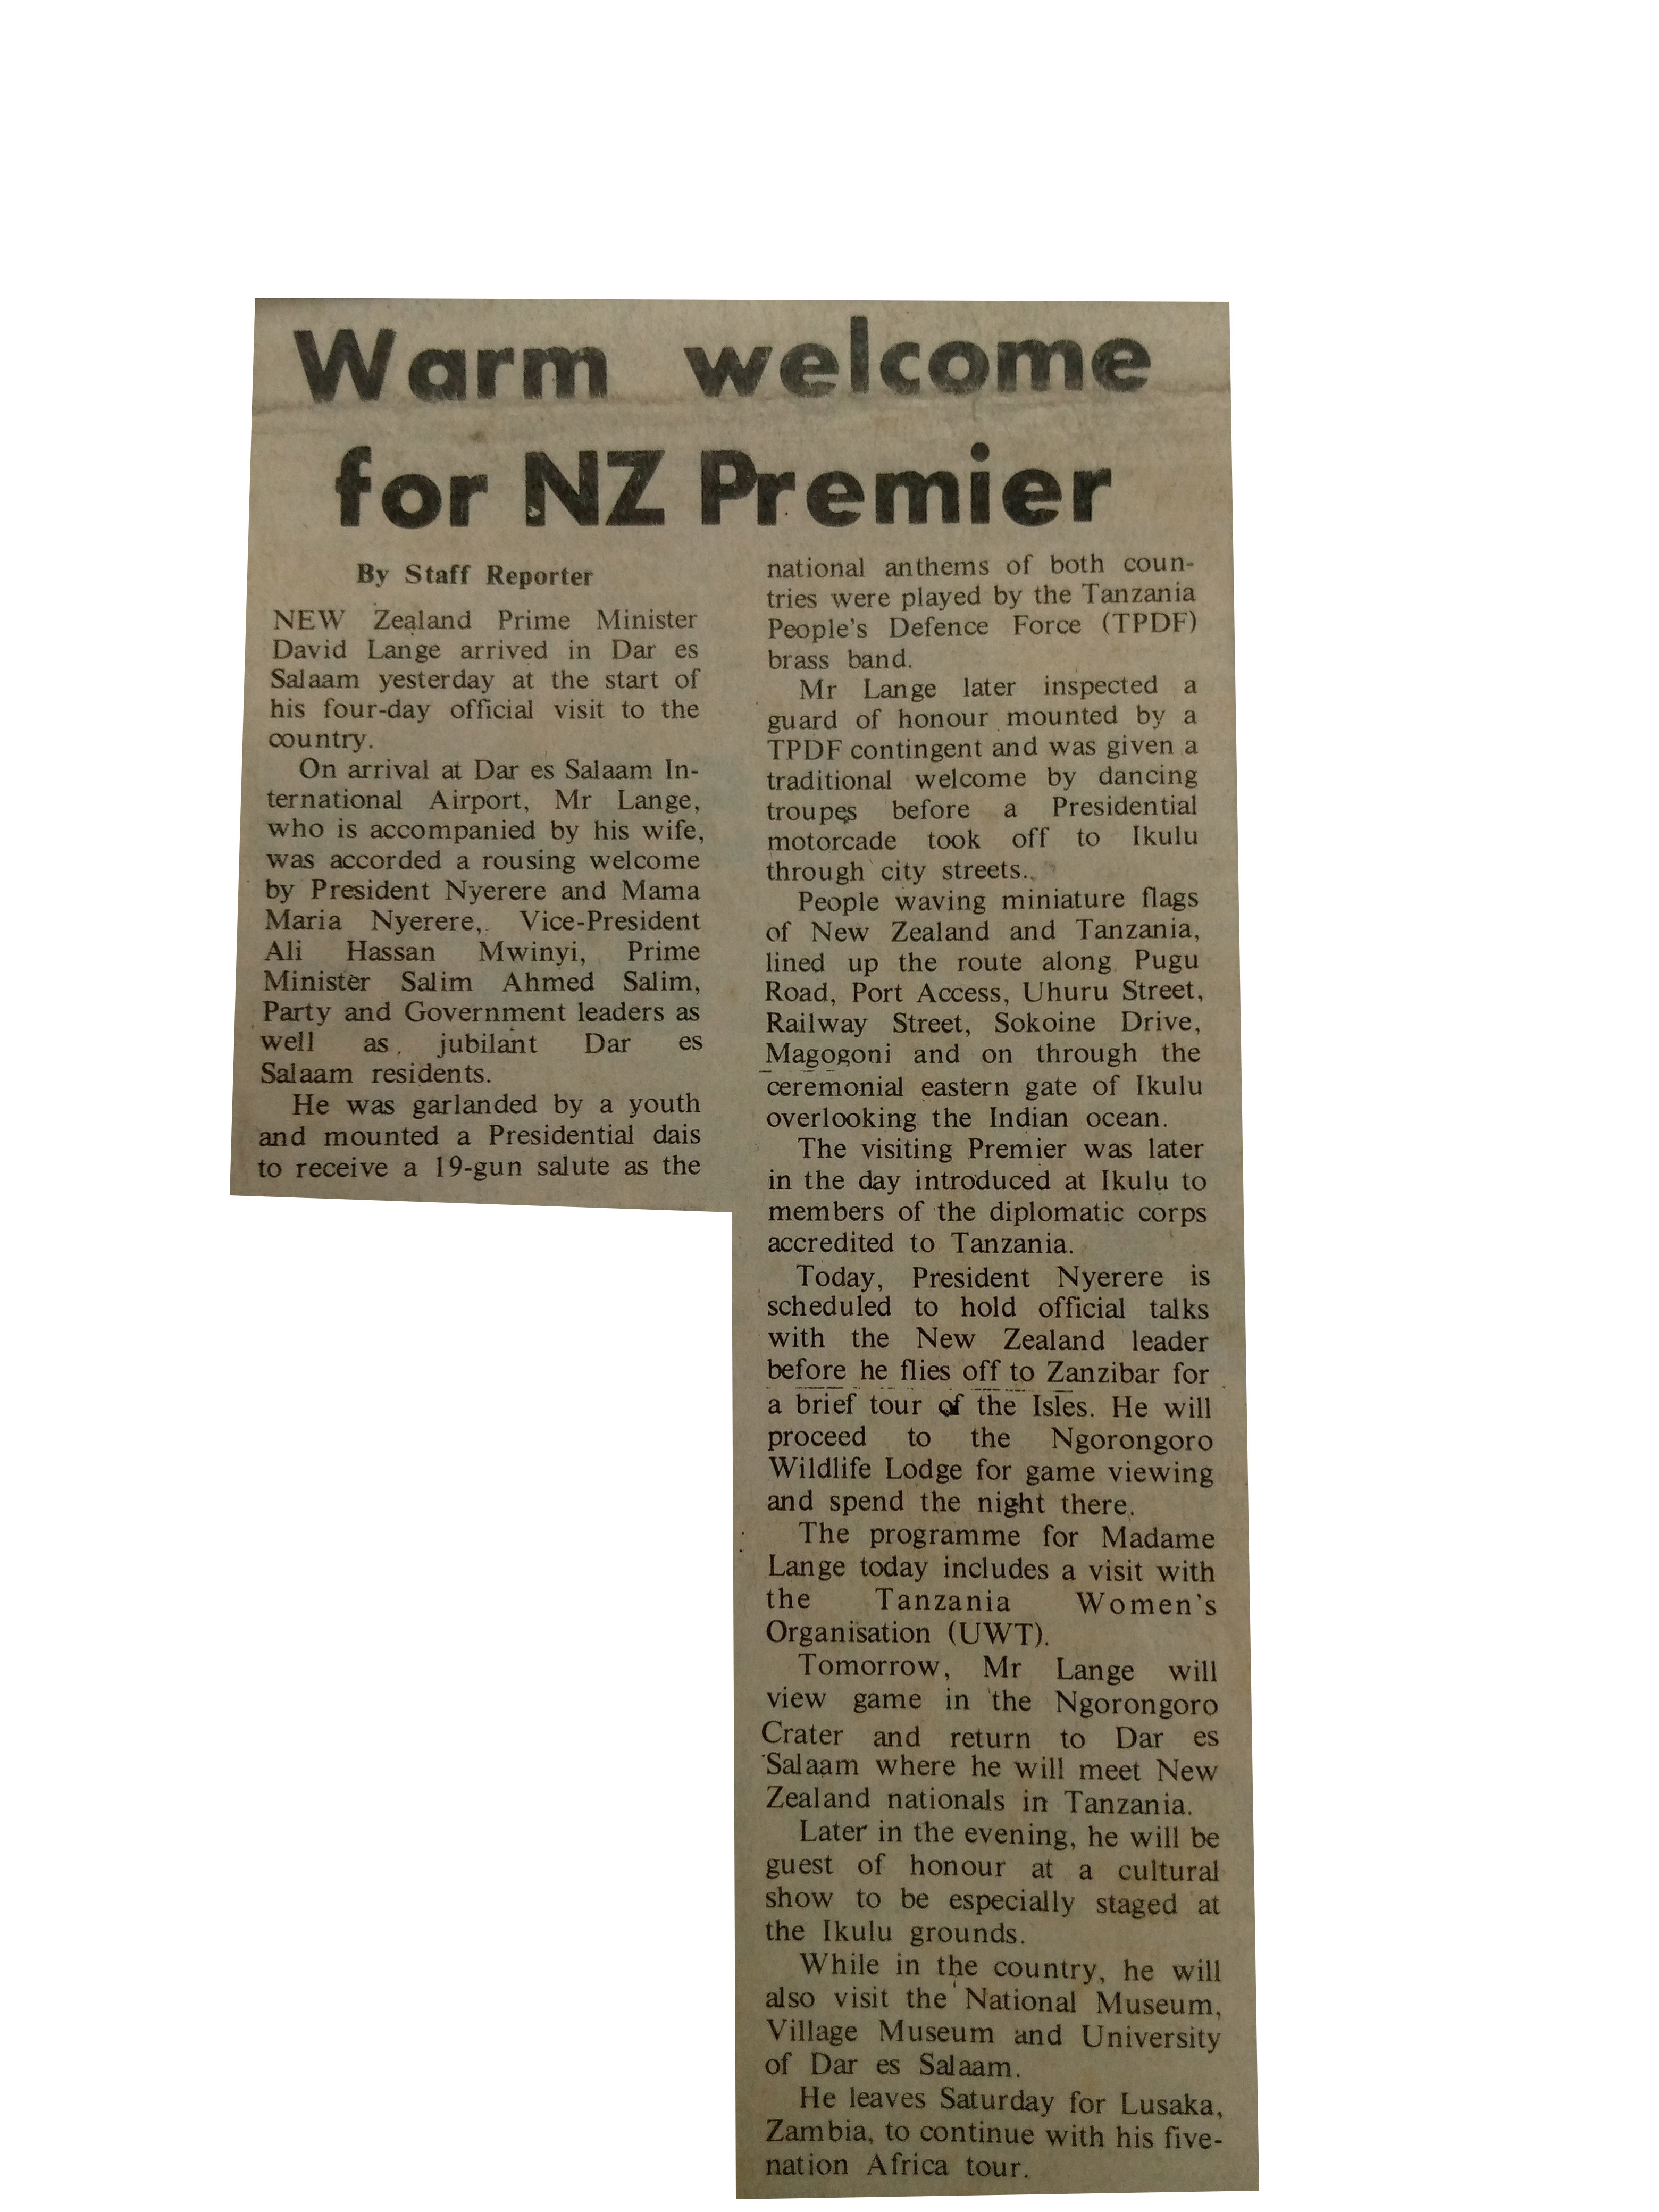 Warm welcome
for NZ Premier
By Staff Reporter
NEW Zealand Prime Minister
David Lange arrived in Dar es
Salaam yesterday at the start of
his four-day official visit to the
country.
On arrival at Dar es Salaam In-
ternational Airport, Mr Lange,
who is accompanied by his wife,
was accorded a rousing welcome
by President Nyerere and Mama
Maria Nyerere, Vice-President
Ali Hassan Mwinyi, Prime
Minister Salim Ahmed Salim,
Party and Government leaders as
well as jubilant Dar es
Salaam residents.
He was garlanded by a youth
and mounted a Presidential dais
to receive a 19-gun salute as the
national anthems of both coun-
tries were played by the Tanzania
People's Defence Force (TPDF)
brass band.
Mr Lange later inspected a
guard of honour mounted by a
TPDF contingent and was given a
traditional welcome by dancing
troupes before a Presidential
motorcade took off to Ikulu
through city streets.
People waving miniature flags
of New Zealand and Tanzania,
lined up the route along Pugu
Road, Port Access, Uhuru Street,
Railway Street, Sokoine Drive,
Magogoni and on through the
ceremonial eastern gate of Ikulu
overlooking the Indian ocean.
The visiting Premier was later
in the day introduced at Ikulu to
members of the diplomatic corps
accredited to Tanzania.
Today, President Nyerere is
scheduled to hold official talks
with the New Zealand leader
before he flies off to Zanzibar for
a brief tour of the Isles. He will
proceed to the Ngorongoro
Wildlife Lodge for game viewing
and spend the night there.
The programme for Madame
Lange today includes a visit with
the Tanzania Women's
Organisation (UWT).
Tomorrow, Mr Lange will
view game in the Ngorongoro
Crater and return to Dar es
Salaam where he will meet New
Zealand nationals in Tanzania.
Later in the evening, he will be
guest of honour at a cultural
show to be especially staged at
the Ikulu grounds.
While in the country, he will
also visit the National Museum,
Village Museum and University
of Dar es Salaam.
He leaves Saturday for Lusaka,
Zambia, to continue with his five-
nation Africa tour.